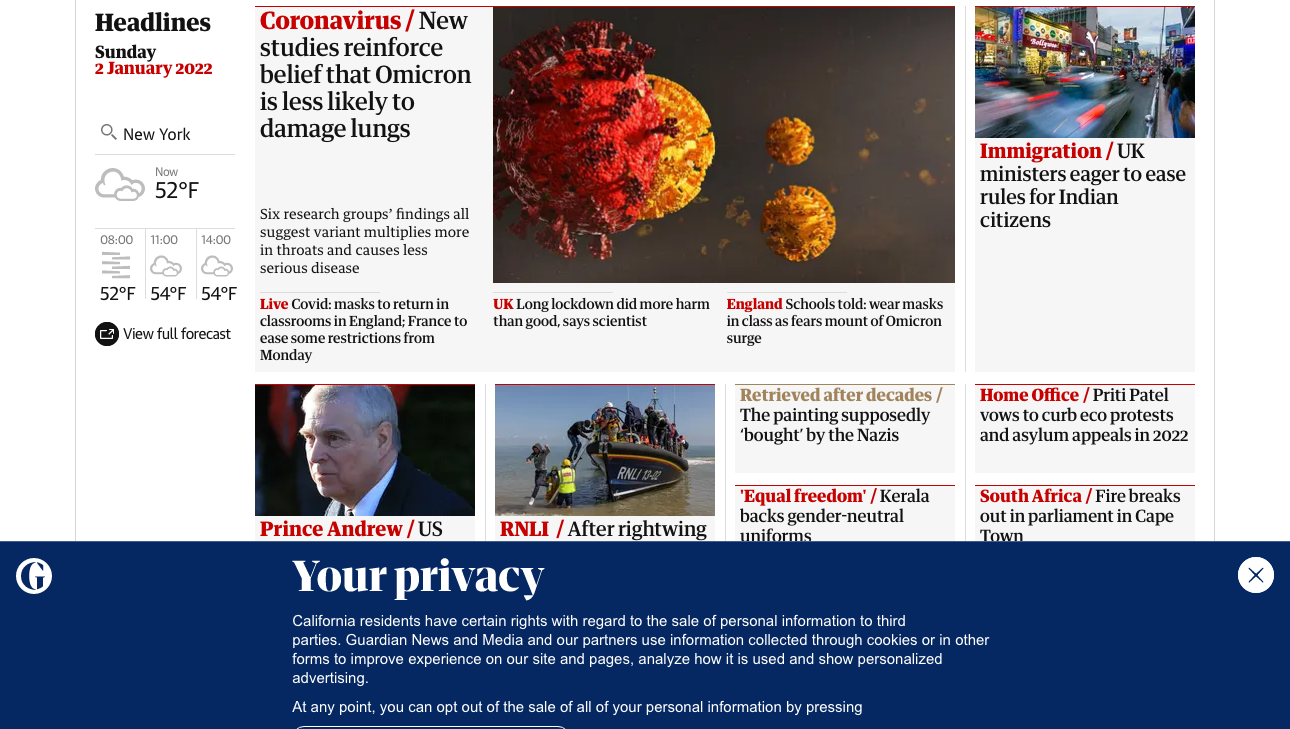 Headlines
Sunday
2 January 2022
New York
Now
52°F
08:00
11:00
14:00
52°F
54°F
54°F
View full forecast
Coronavirus / New
studies reinforce
belief that Omicron
is less likely to
damage lungs
Six research groups’ findings all
suggest variant multiplies more
in throats and causes less
serious disease
Live Covid: masks to return in
classrooms in England; France to
ease some restrictions from
Monday
UK Long lockdown did more harm
than good, says scientist
England Schools told: wear masks
in class as fears mount of Omicron
surge
Bollywood
Immigration / UK
ministers eager to ease
rules for Indian
citizens
Prince Andrew / US
RNLI 13-02
RNLI / After rightwing
Retrieved after decades /
The painting supposedly
‘bought’ by the Nazis
'Equal freedom' / Kerala
backs gender-neutral
uniforms
Home Office / Priti Patel
vows to curb eco protests
and asylum appeals in 2022
South Africa / Fire breaks
out in parliament in Cape
Town
G
Your privacy
California residents have certain rights with regard to the sale of personal information to third
parties. Guardian News and Media and our partners use information collected through cookies or in other
forms to improve experience on our site and pages, analyze how it is used and show personalized
advertising.
At any point, you can opt out of the sale of all of your personal information by pressing